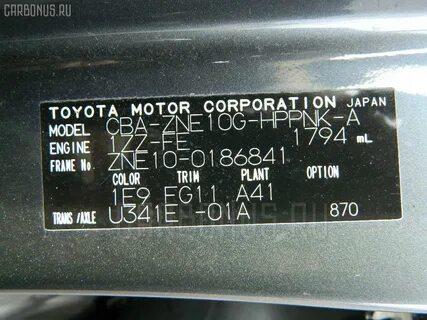 CARBONUS.RU
TOYOTA MOTOR CORPORATION JAPAN
MODEL CBA-ZNE10G-HPPNK-A
ENGINE 1ZZ-FE 1794 mL
FRAME No. ZNE10-0186841
COLOR TRIM PLANT OPTION
1E9 FG11 A41
TRANS/AXLE U341E -01A 870